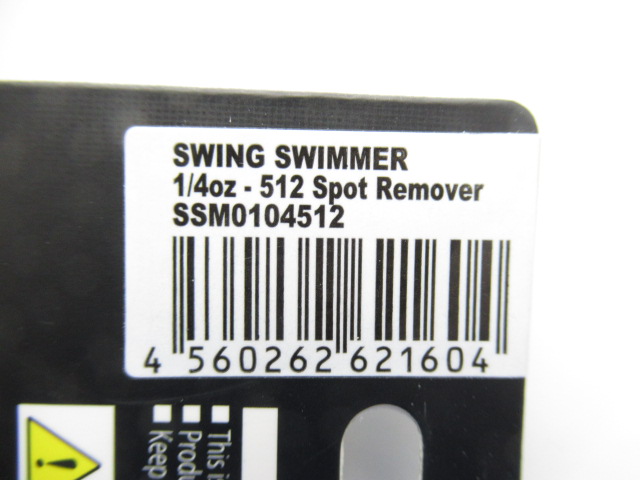 SWING SWIMMER
1/4oz - 512 Spot Remover
SSM0104512
4 560262 621604
This i
Produ
Keep